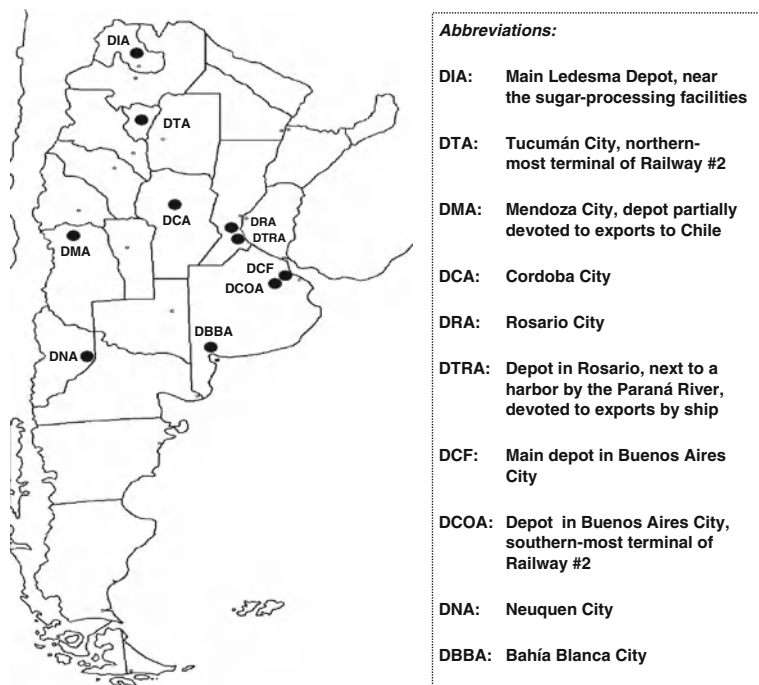 DIA
DTA
DCA
DRA
DTRA
DMA
DCF
DCOA
DBBA
DNA
Abbreviations:
DIA: Main Ledesma Depot, near
the sugar-processing facilities
DTA: Tucumán City, northern-
most terminal of Railway #2
DMA: Mendoza City, depot partially
devoted to exports to Chile
DCA: Cordoba City
DRA: Rosario City
DTRA: Depot in Rosario, next to a
harbor by the Paraná River,
devoted to exports by ship
DCF: Main depot in Buenos Aires
City
DCOA: Depot in Buenos Aires City,
southern-most terminal of
Railway #2
DNA: Neuquen City
DBBA: Bahía Blanca City